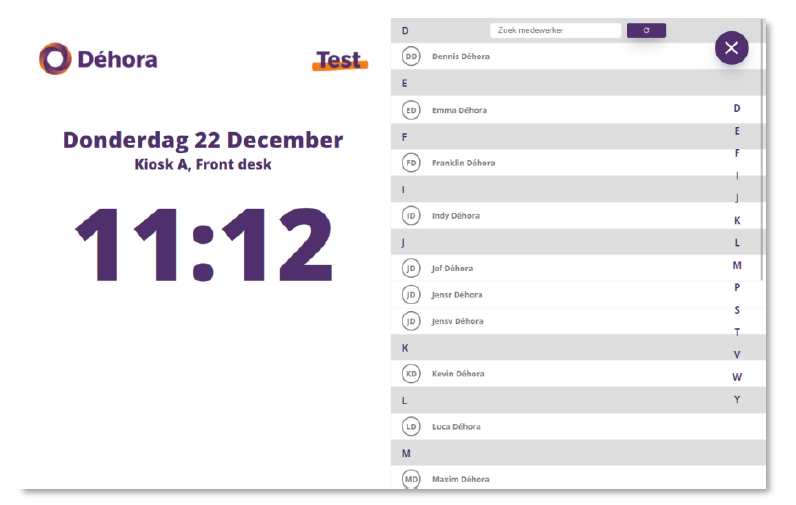 Déhora
Test
Donderdag 22 December
Kiosk A, Front desk
11:12
D
Zoek medewerker
DD Dennis Déhora
E
ED Emma Déhora
F
FD Franklin Déhora
I
ID Indy Déhora
J
JD Jef Déhora
JD Jensr Déhora
JD Jensv Déhora
K
KD Kevin Déhora
L
LD Luca Déhora
M
MD Maxim Déhora
D
E
F
I
J
K
L
M
P
S
T
V
W
Y